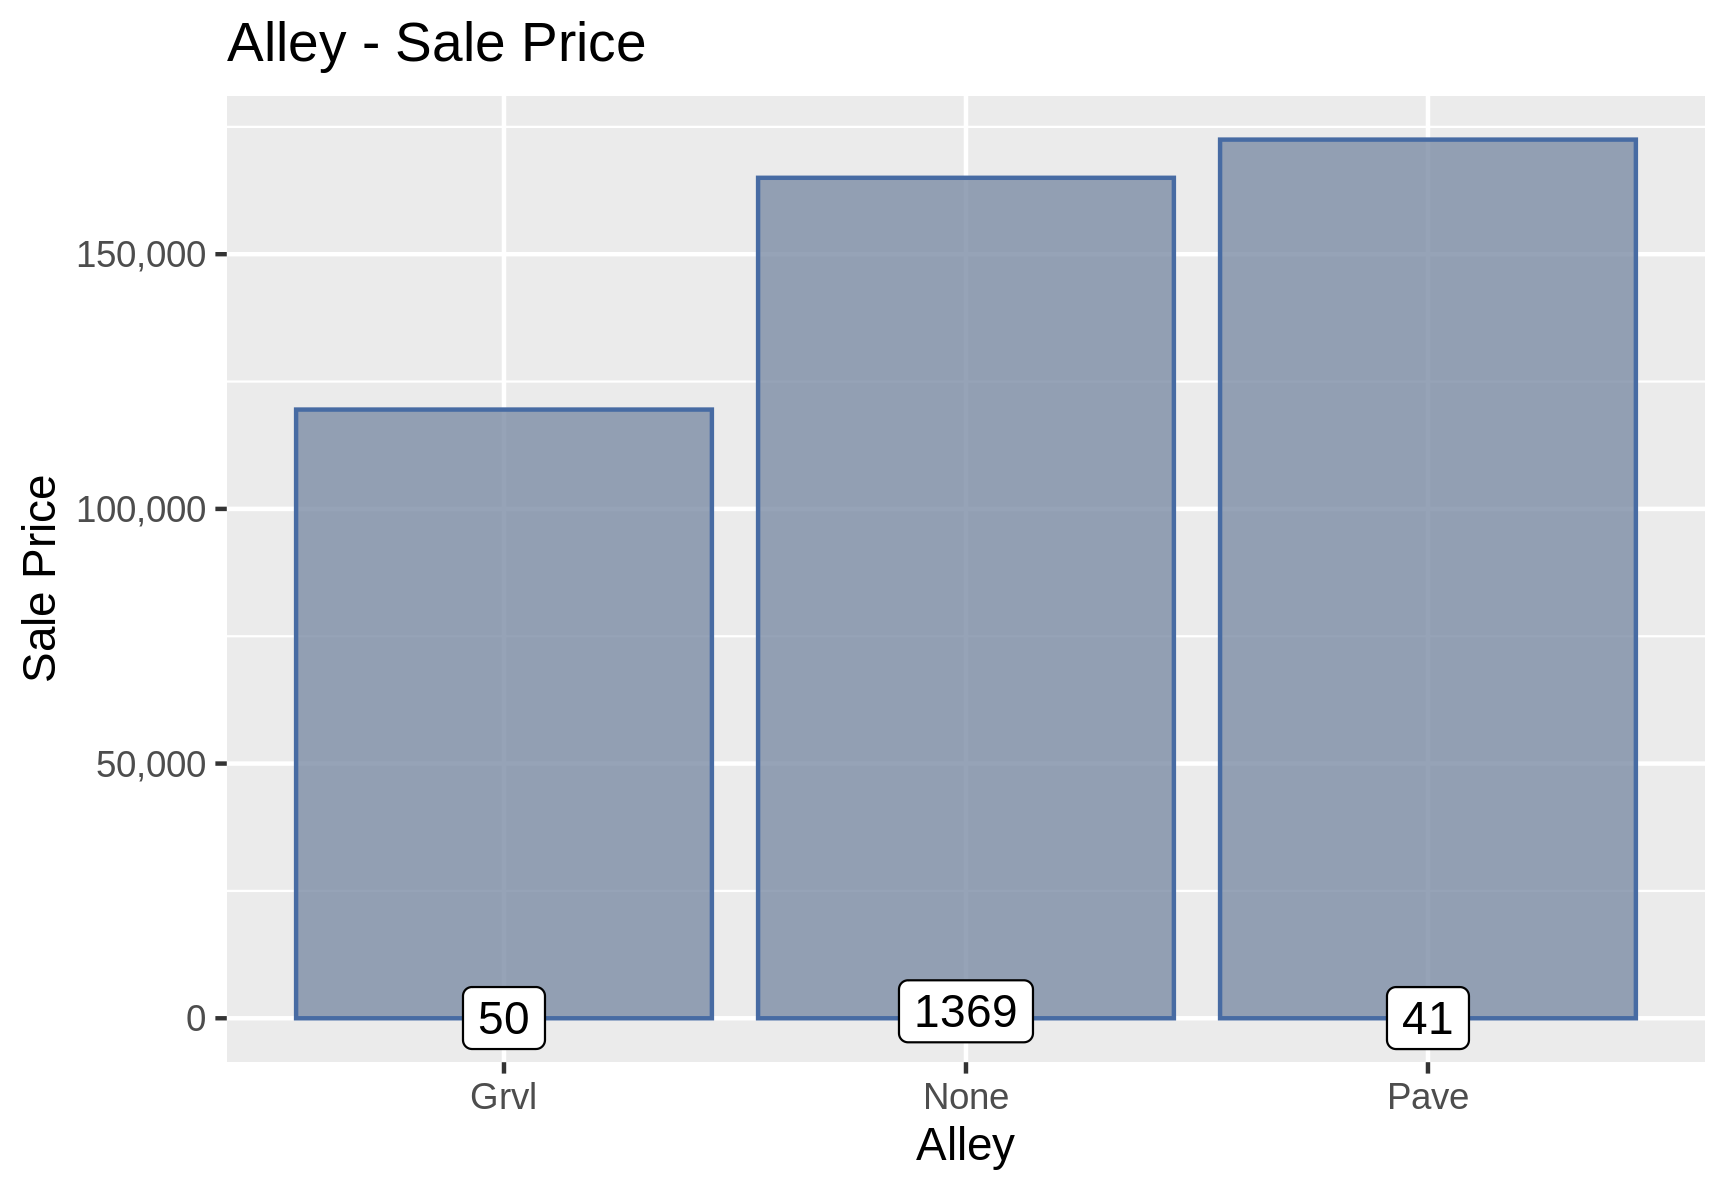 Alley - Sale Price
Sale Price
150,000
100,000
50,000
0
50
1369
41
Grvl
None
Pave
Alley